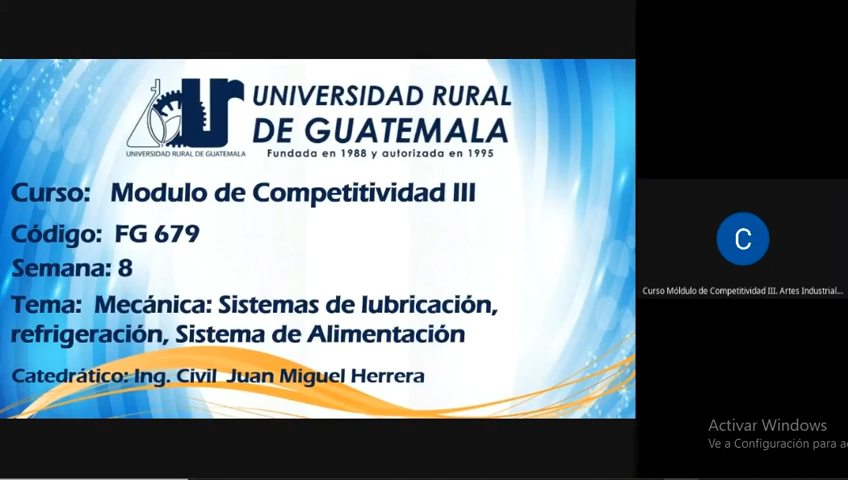 UNIVERSIDAD RURAL
DE GUATEMALA
Fundada en 1988 y autorizada en 1995
ur
UNIVERSIDAD RURAL DE GUATEMALA
Curso: Modulo de Competitividad III
Código: FG 679
Semana: 8
Tema: Mecánica: Sistemas de lubricación,
refrigeración, Sistema de Alimentación
Catedrático: Ing. Civil Juan Miguel Herrera
C
Curso Móldulo de Competitividad III. Artes Industrial...
Activar Windows
Ve a Configuración para